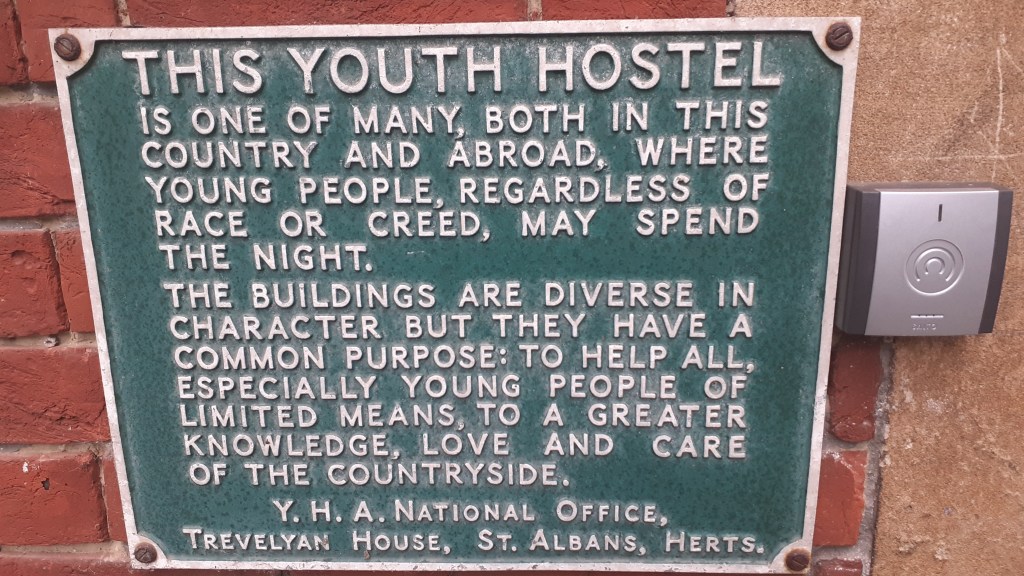 THIS YOUTH HOSTEL
IS ONE OF MANY, BOTH IN THIS
COUNTRY AND ABROAD, WHERE
YOUNG PEOPLE, REGARDLESS OF
RACE OR CREED, MAY SPEND
THE NIGHT.
THE BUILDINGS ARE DIVERSE IN
CHARACTER BUT THEY HAVE A
COMMON PURPOSE: TO HELP ALL,
ESPECIALLY YOUNG PEOPLE OF
LIMITED MEANS, TO A GREATER
KNOWLEDGE, LOVE AND CARE
OF THE COUNTRYSIDE.
Y. H. A. NATIONAL OFFICE,
TREVELYAN HOUSE, ST. ALBANS, HERTS.